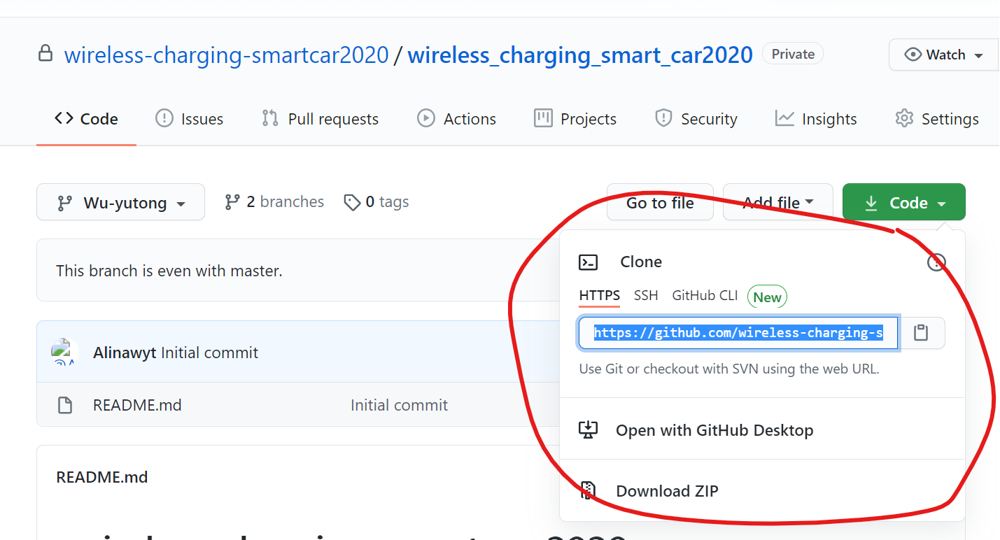 wireless-charging-smartcar2020 / wireless_charging_smart_car2020 Private Watch
Code Issues Pull requests Actions Projects Security Insights Settings
Wu-yutong 2 branches 0 tags Go to file Add file Code
This branch is even with master.
Clone
HTTPS SSH GitHub CLI New
https://github.com/wireless-charging-s
Use Git or checkout with SVN using the web URL.
Alinawyt Initial commit
README.md Initial commit
Open with GitHub Desktop
README.md
Download ZIP